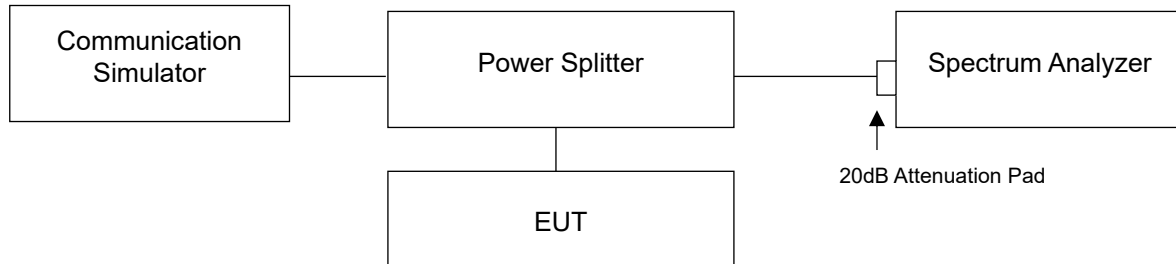 Communication
Simulator
Power Splitter
Spectrum Analyzer
20dB Attenuation Pad
EUT